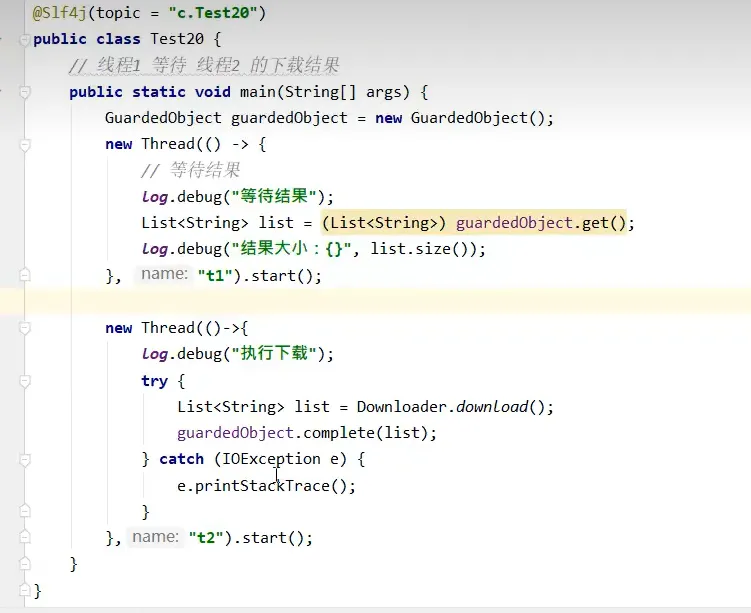 @Slf4j(topic = "c.Test20")
public class Test20 {
// 线程1 等待 线程2 的下载结果
public static void main(String[] args) {
GuardedObject guardedObject = new GuardedObject();
new Thread(() -> {
// 等待结果
log.debug("等待结果");
List<String> list = (List<String>) guardedObject.get();
log.debug("结果大小：{}", list.size());
}, name: "t1").start();
new Thread(()->{
log.debug("执行下载");
try {
List<String> list = Downloader.download();
guardedObject.complete(list);
} catch (IOException e) {
e.printStackTrace();
}
}, name: "t2").start();
}
}